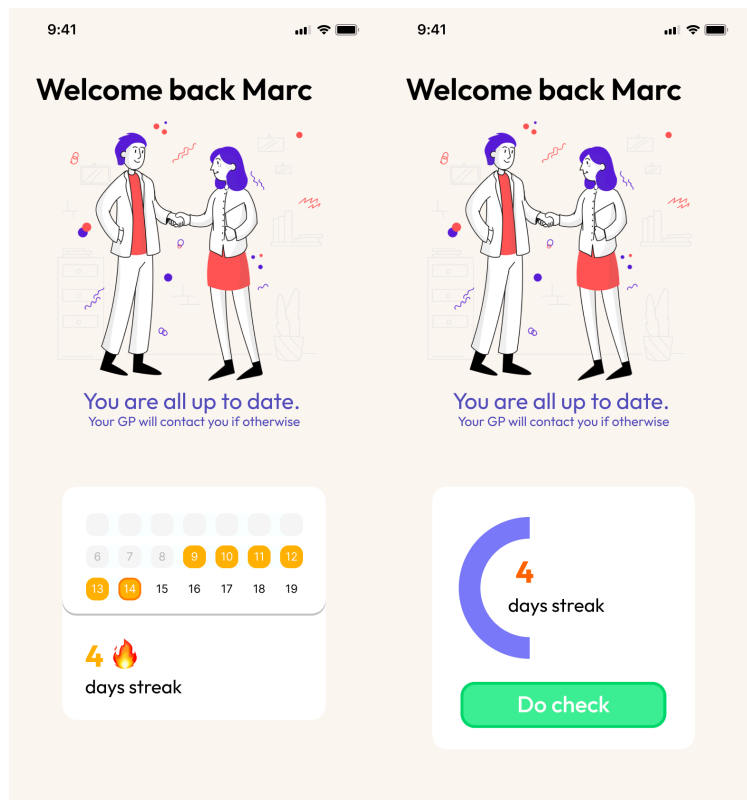 9:41
Welcome back Marc
You are all up to date.
Your GP will contact you if otherwise
6 7 8 9 10 11 12
13 14 15 16 17 18 19
4 🔥
days streak
9:41
Welcome back Marc
You are all up to date.
Your GP will contact you if otherwise
4
days streak
Do check